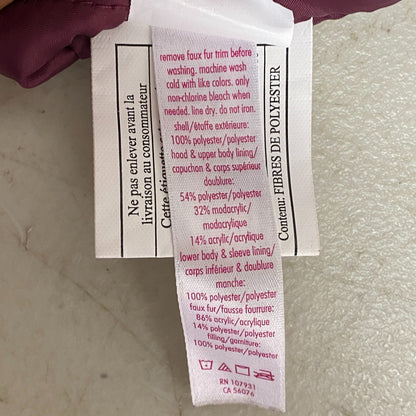 remove faux fur trim before
washing. machine wash
cold with like colors. only
non-chlorine bleach when
needed. line dry. do not iron.
shell/étoffe extérieure:
100% polyester/polyester
hood & upper body lining/
capuchon & corps supérieur
doublure:
54% polyester/polyester
32% modacrylic/
modacrylique
14% acrylic/acrylique
lower body & sleeve lining/
corps inférieur & doublure
manche:
100% polyester/polyester
faux fur/fausse fourrure:
86% acrylic/acrylique
14% polyester/polyester
filling/garniture:
100% polyester/polyester
RN 107931
CA 56076
Ne pas enlever avant la
livraison au consommateur
Cette étiquette
Contenu: FIBRES DE POLYESTER